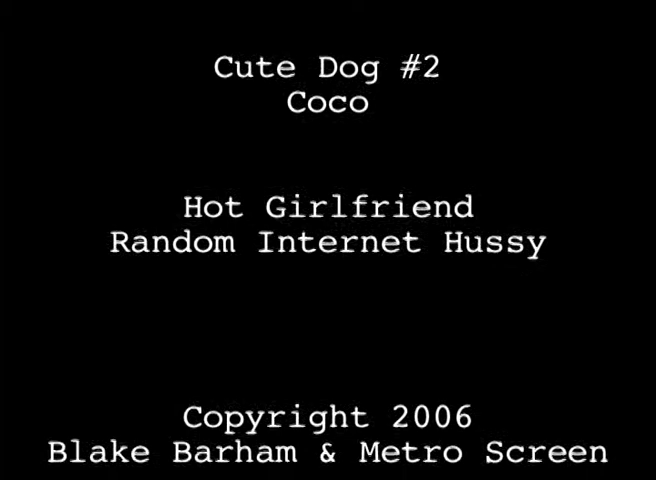 Cute Dog #2
Coco
Hot Girlfriend
Random Internet Hussy
Copyright 2006
Blake Barham & Metro Screen